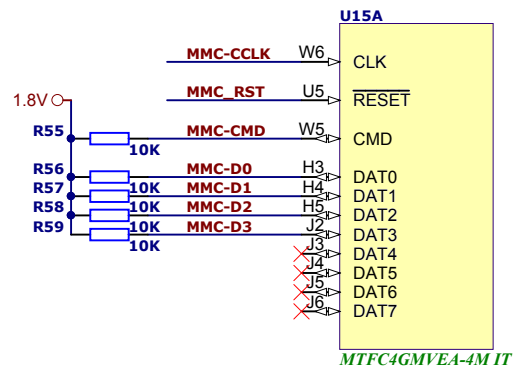 U15A
MMC-CCLK W6 CLK
MMC_RST U5 RESET
1.8V
R55 10K MMC-CMD W5 CMD
R56 10K MMC-D0 H3 DAT0
R57 10K MMC-D1 H4 DAT1
R58 10K MMC-D2 H5 DAT2
R59 10K MMC-D3 J2 DAT3
J3 DAT4
J4 DAT5
J5 DAT6
J6 DAT7
MTFC4GMVEA-4M IT